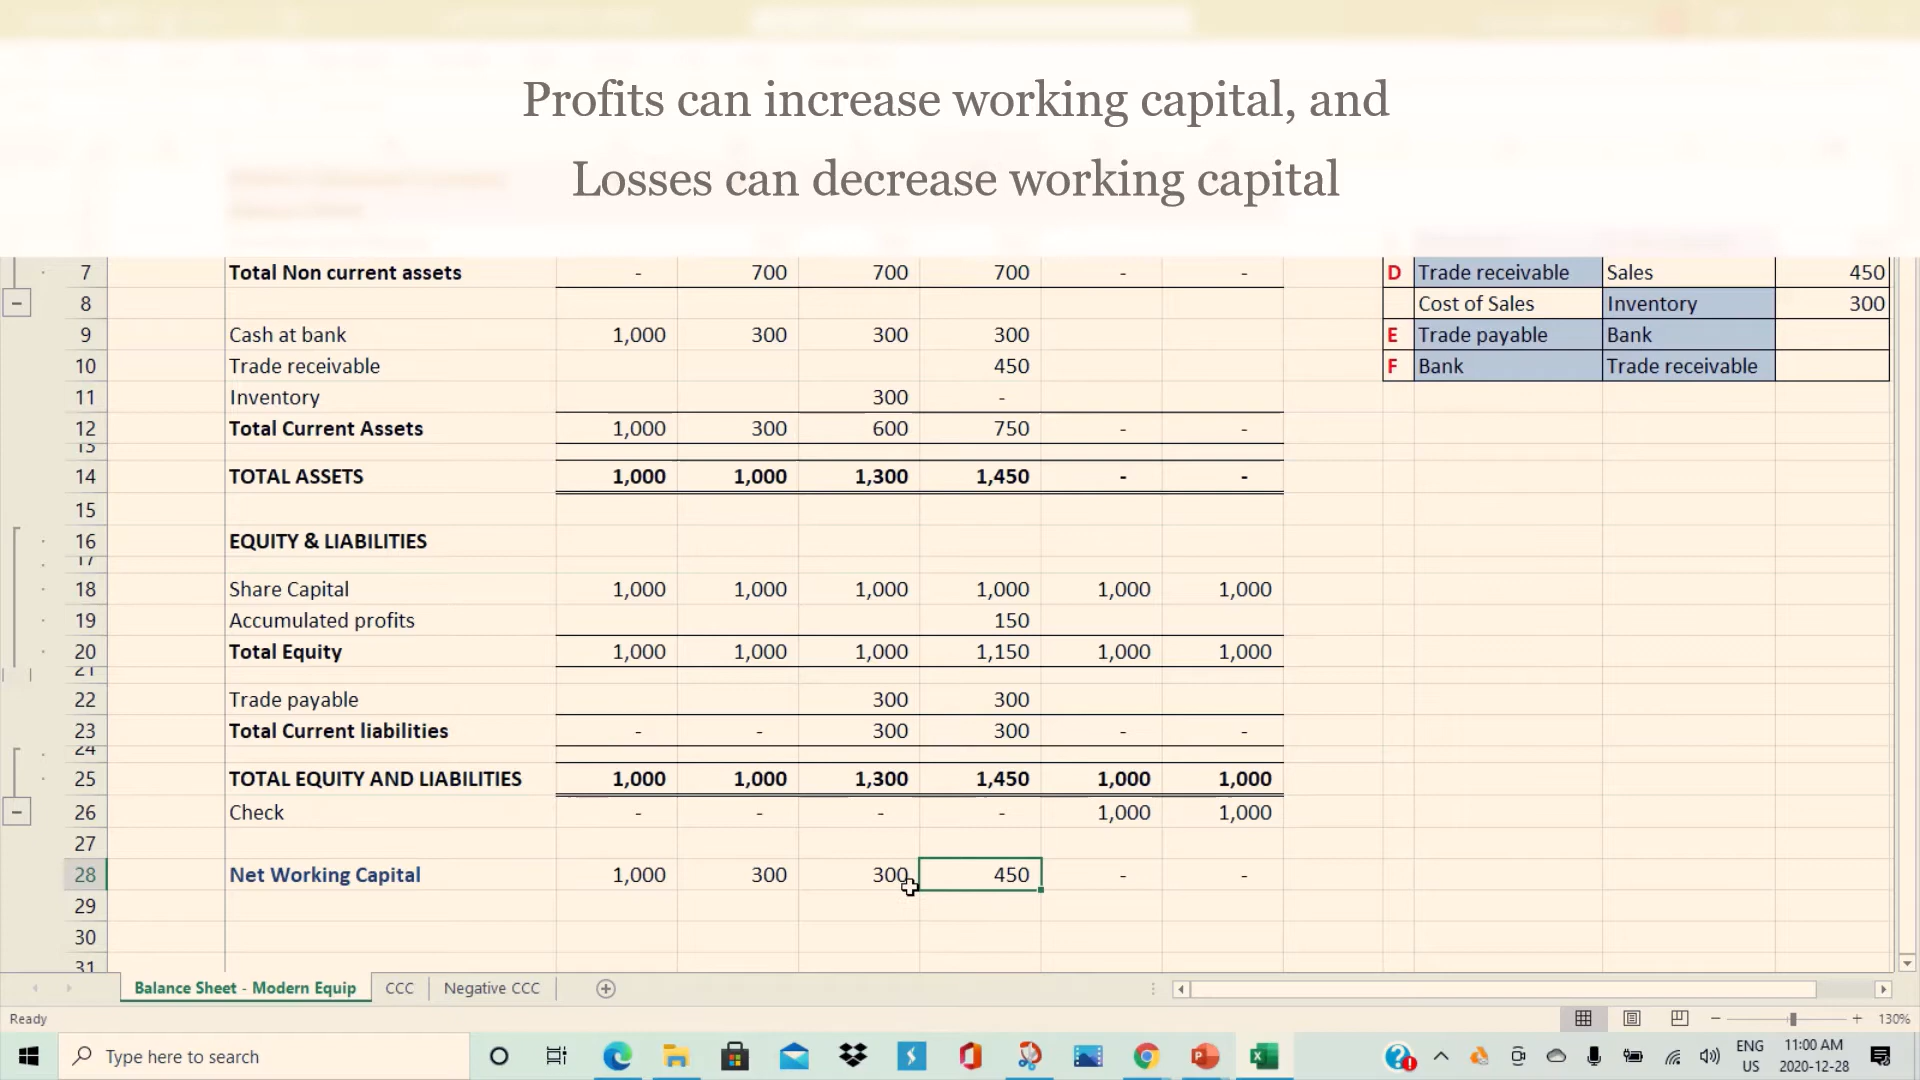 Profits can increase working capital, and
Losses can decrease working capital
7 Total Non current assets - 700 700 700 - - D Trade receivable Sales 450
8 Cost of Sales Inventory 300
9 Cash at bank 1,000 300 300 300 E Trade payable Bank
10 Trade receivable 450 F Bank Trade receivable
11 Inventory 300 -
12 Total Current Assets 1,000 300 600 750 - -
13
14 TOTAL ASSETS 1,000 1,000 1,300 1,450 - -
15
16 EQUITY & LIABILITIES
17
18 Share Capital 1,000 1,000 1,000 1,000 1,000 1,000
19 Accumulated profits 150
20 Total Equity 1,000 1,000 1,000 1,150 1,000 1,000
21
22 Trade payable 300 300
23 Total Current liabilities - - 300 300 - -
24
25 TOTAL EQUITY AND LIABILITIES 1,000 1,000 1,300 1,450 1,000 1,000
26 Check - - - - 1,000 1,000
27
28 Net Working Capital 1,000 300 300 450 - -
29
30
31
Balance Sheet - Modern Equip CCC Negative CCC
Ready 130%
Type here to search ENG US 11:00 AM 2020-12-28